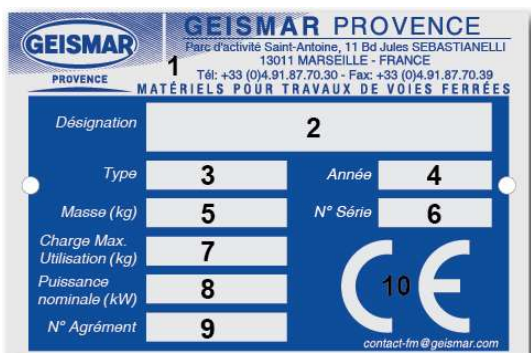 GEISMAR
PROVENCE
GEISMAR PROVENCE
Parc d'activité Saint-Antoine, 11 Bd Jules SEBASTIANELLI
13011 MARSEILLE - FRANCE
1
Tél: +33 (0)4.91.87.70.30 - Fax: +33 (0)4.91.87.70.39
MATÉRIELS POUR TRAVAUX DE VOIES FERRÉES
Désignation 2
Type 3 Année 4
Masse (kg) 5 N° Série 6
Charge Max.
Utilisation (kg) 7
Puissance
nominale (kW) 8
N° Agrément 9
CE 10
contact-fm@geismar.com